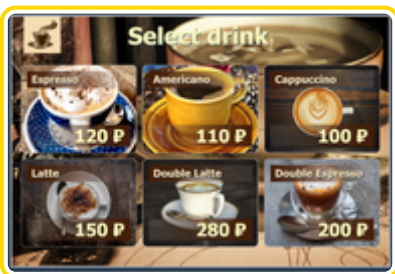 Select drink
Espresso
Americano
Cappuccino
120 ₽
110 ₽
100 ₽
Latte
Double Latte
Double Espresso
150 ₽
280 ₽
200 ₽